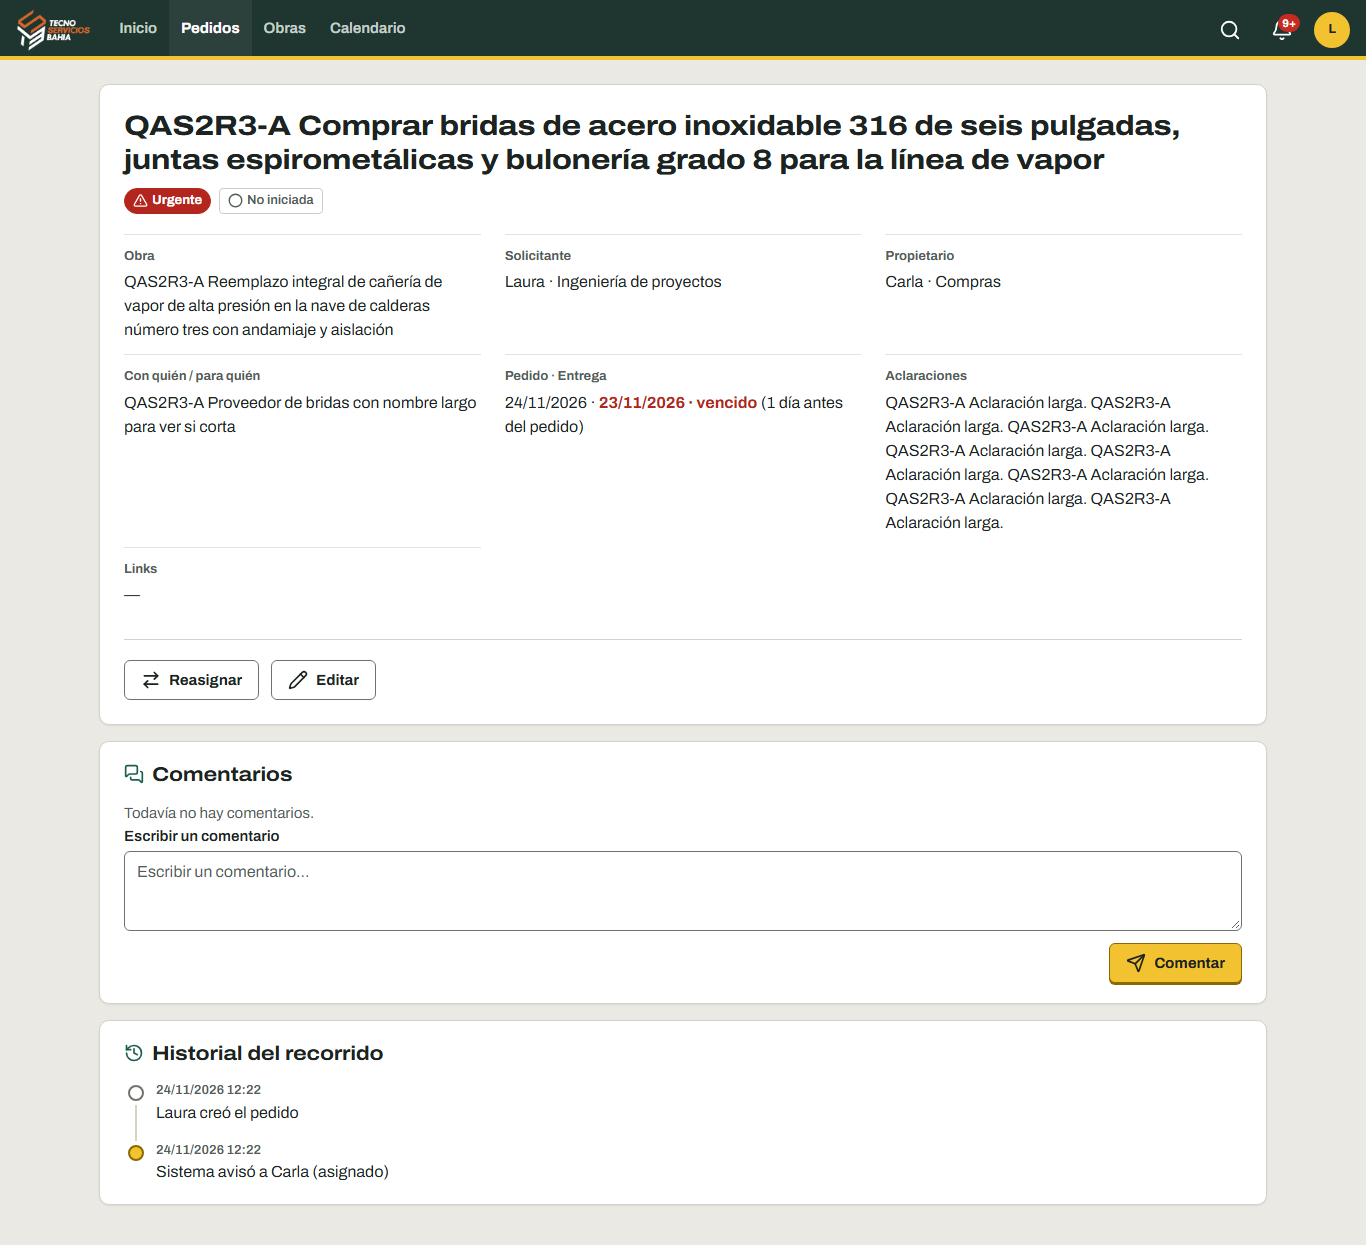 TECNO
SERVICIOS
BAHIA
Inicio
Pedidos
Obras
Calendario
9+
L
QAS2R3-A Comprar bridas de acero inoxidable 316 de seis pulgadas,
juntas espirometálicas y bulonería grado 8 para la línea de vapor
Urgente
No iniciada
Obra
QAS2R3-A Reemplazo integral de cañería de
vapor de alta presión en la nave de calderas
número tres con andamiaje y aislación
Solicitante
Laura · Ingeniería de proyectos
Propietario
Carla · Compras
Con quién / para quién
QAS2R3-A Proveedor de bridas con nombre largo
para ver si corta
Pedido · Entrega
24/11/2026 · 23/11/2026 · vencido (1 día antes
del pedido)
Aclaraciones
QAS2R3-A Aclaración larga. QAS2R3-A
Aclaración larga. QAS2R3-A Aclaración larga.
QAS2R3-A Aclaración larga. QAS2R3-A
Aclaración larga. QAS2R3-A Aclaración larga.
QAS2R3-A Aclaración larga. QAS2R3-A
Aclaración larga.
Links
—
Reasignar
Editar
Comentarios
Todavía no hay comentarios.
Escribir un comentario
Escribir un comentario...
Comentar
Historial del recorrido
24/11/2026 12:22
Laura creó el pedido
24/11/2026 12:22
Sistema avisó a Carla (asignado)